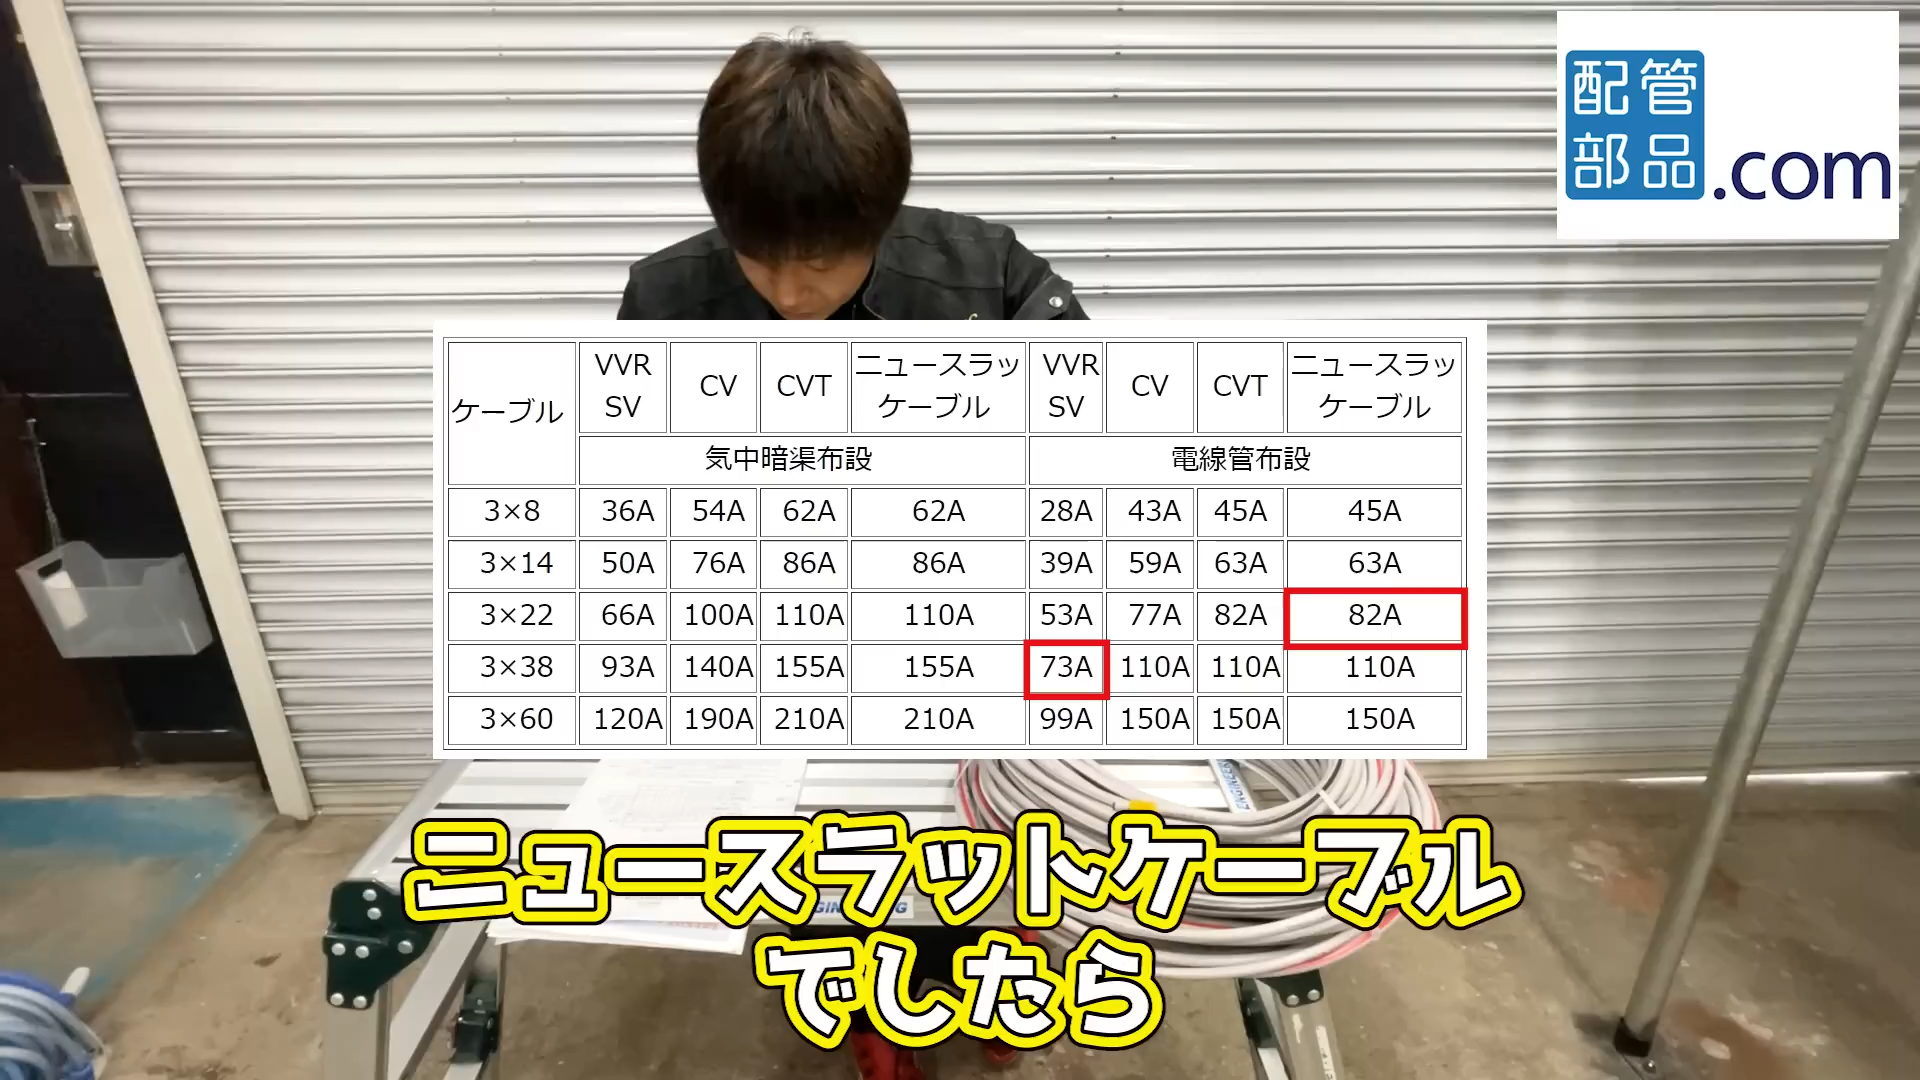 配管
部品.com
ケーブル VVR SV CV CVT ニュースラッケーブル VVR SV CV CVT ニュースラッケーブル
気中暗渠布設 電線管布設
3×8 36A 54A 62A 62A 28A 43A 45A 45A
3×14 50A 76A 86A 86A 39A 59A 63A 63A
3×22 66A 100A 110A 110A 53A 77A 82A 82A
3×38 93A 140A 155A 155A 73A 110A 110A 110A
3×60 120A 190A 210A 210A 99A 150A 150A 150A
ENGINEERING
ニュースラットケーブル
でしたら